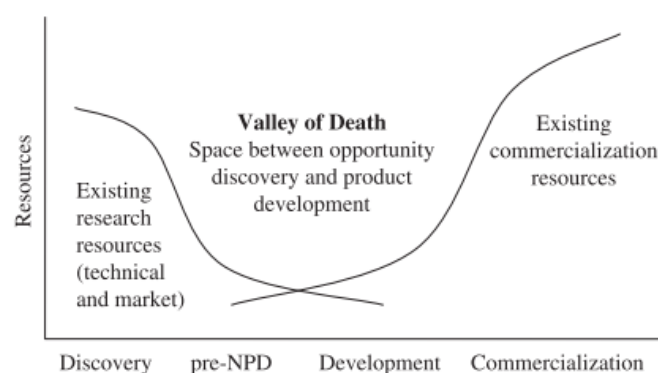 Valley of Death
Space between opportunity
discovery and product
development
Existing
commercialization
resources
Existing
research
resources
(technical
and market)
Resources
Discovery pre-NPD Development Commercialization